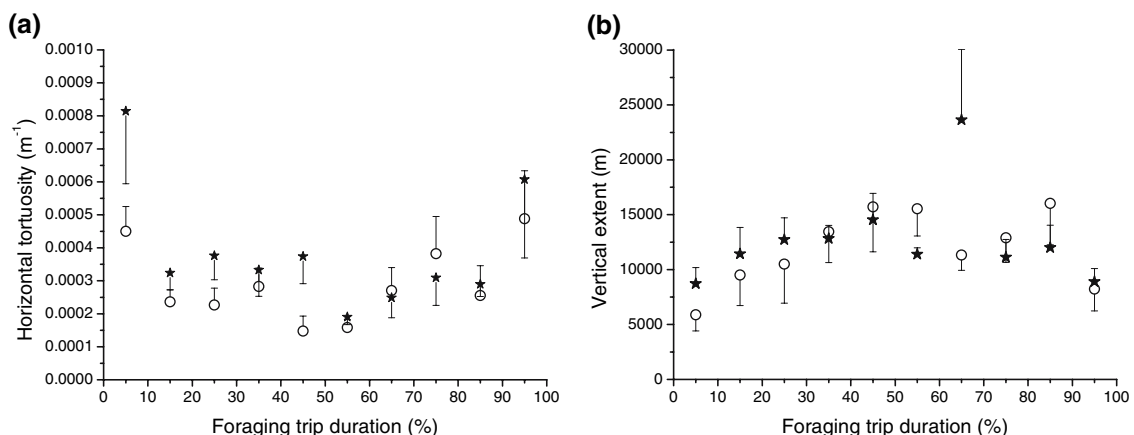 (a)
0.0010
0.0009
0.0008
0.0007
0.0006
0.0005
0.0004
0.0003
0.0002
0.0001
0.0000
Horizontal tortuosity (m⁻¹)
0 10 20 30 40 50 60 70 80 90 100
Foraging trip duration (%)
(b)
30000
25000
20000
15000
10000
5000
0
Vertical extent (m)
0 10 20 30 40 50 60 70 80 90 100
Foraging trip duration (%)